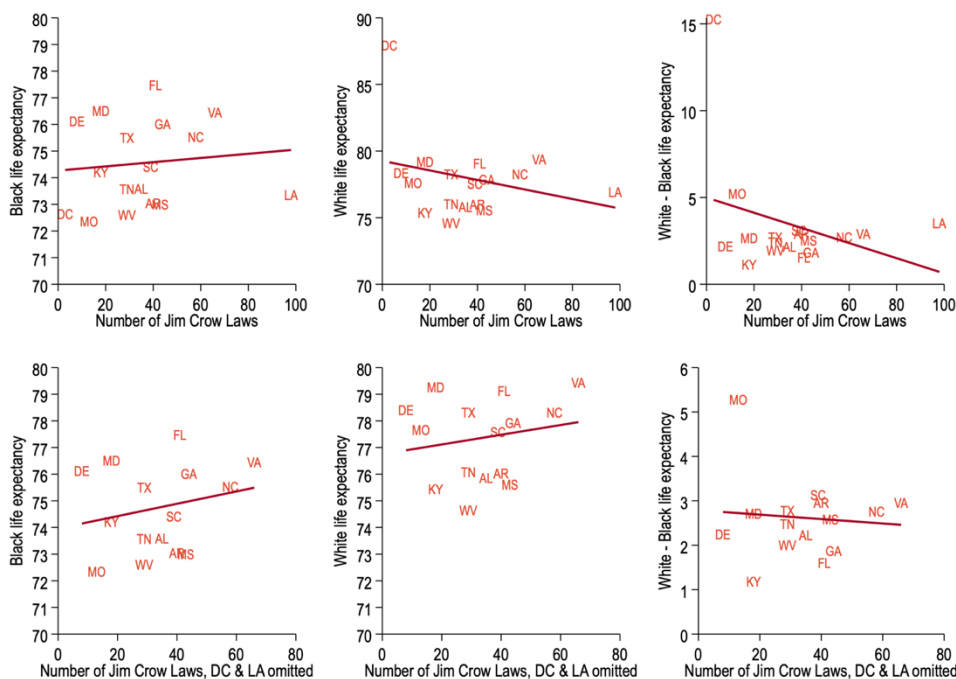 Black life expectancy
80
79
78
77
76
75
74
73
72
71
70
FL
MD
VA
DE
GA
TX
NC
SC
KY
TN AL
LA
AR
MS
DC
WV
MO
0
20
40
60
80
100
Number of Jim Crow Laws
White life expectancy
90
85
80
75
70
DC
VA
MD
FL
DE
TX
NC
GA
MO
SC
LA
TN
AL
AR
KY
MS
WV
0
20
40
60
80
100
Number of Jim Crow Laws
White - Black life expectancy
15
10
5
0
DC
MO
LA
SC
AR
VA
MD
TX
NC
TN
MS
DE
AL
WV
GA
FL
KY
0
20
40
60
80
100
Number of Jim Crow Laws
Black life expectancy
80
79
78
77
76
75
74
73
72
71
70
FL
MD
VA
DE
GA
TX
NC
SC
KY
TN
AL
AR
MS
WV
MO
0
20
40
60
80
Number of Jim Crow Laws, DC & LA omitted
White life expectancy
80
79
78
77
76
75
74
73
72
71
70
VA
MD
FL
DE
TX
NC
GA
MO
SC
TN
AR
AL
MS
KY
WV
0
20
40
60
80
Number of Jim Crow Laws, DC & LA omitted
White - Black life expectancy
6
5
4
3
2
1
0
MO
SC
AR
VA
TX
NC
MD
MS
TN
DE
AL
WV
GA
FL
KY
0
20
40
60
80
Number of Jim Crow Laws, DC & LA omitted